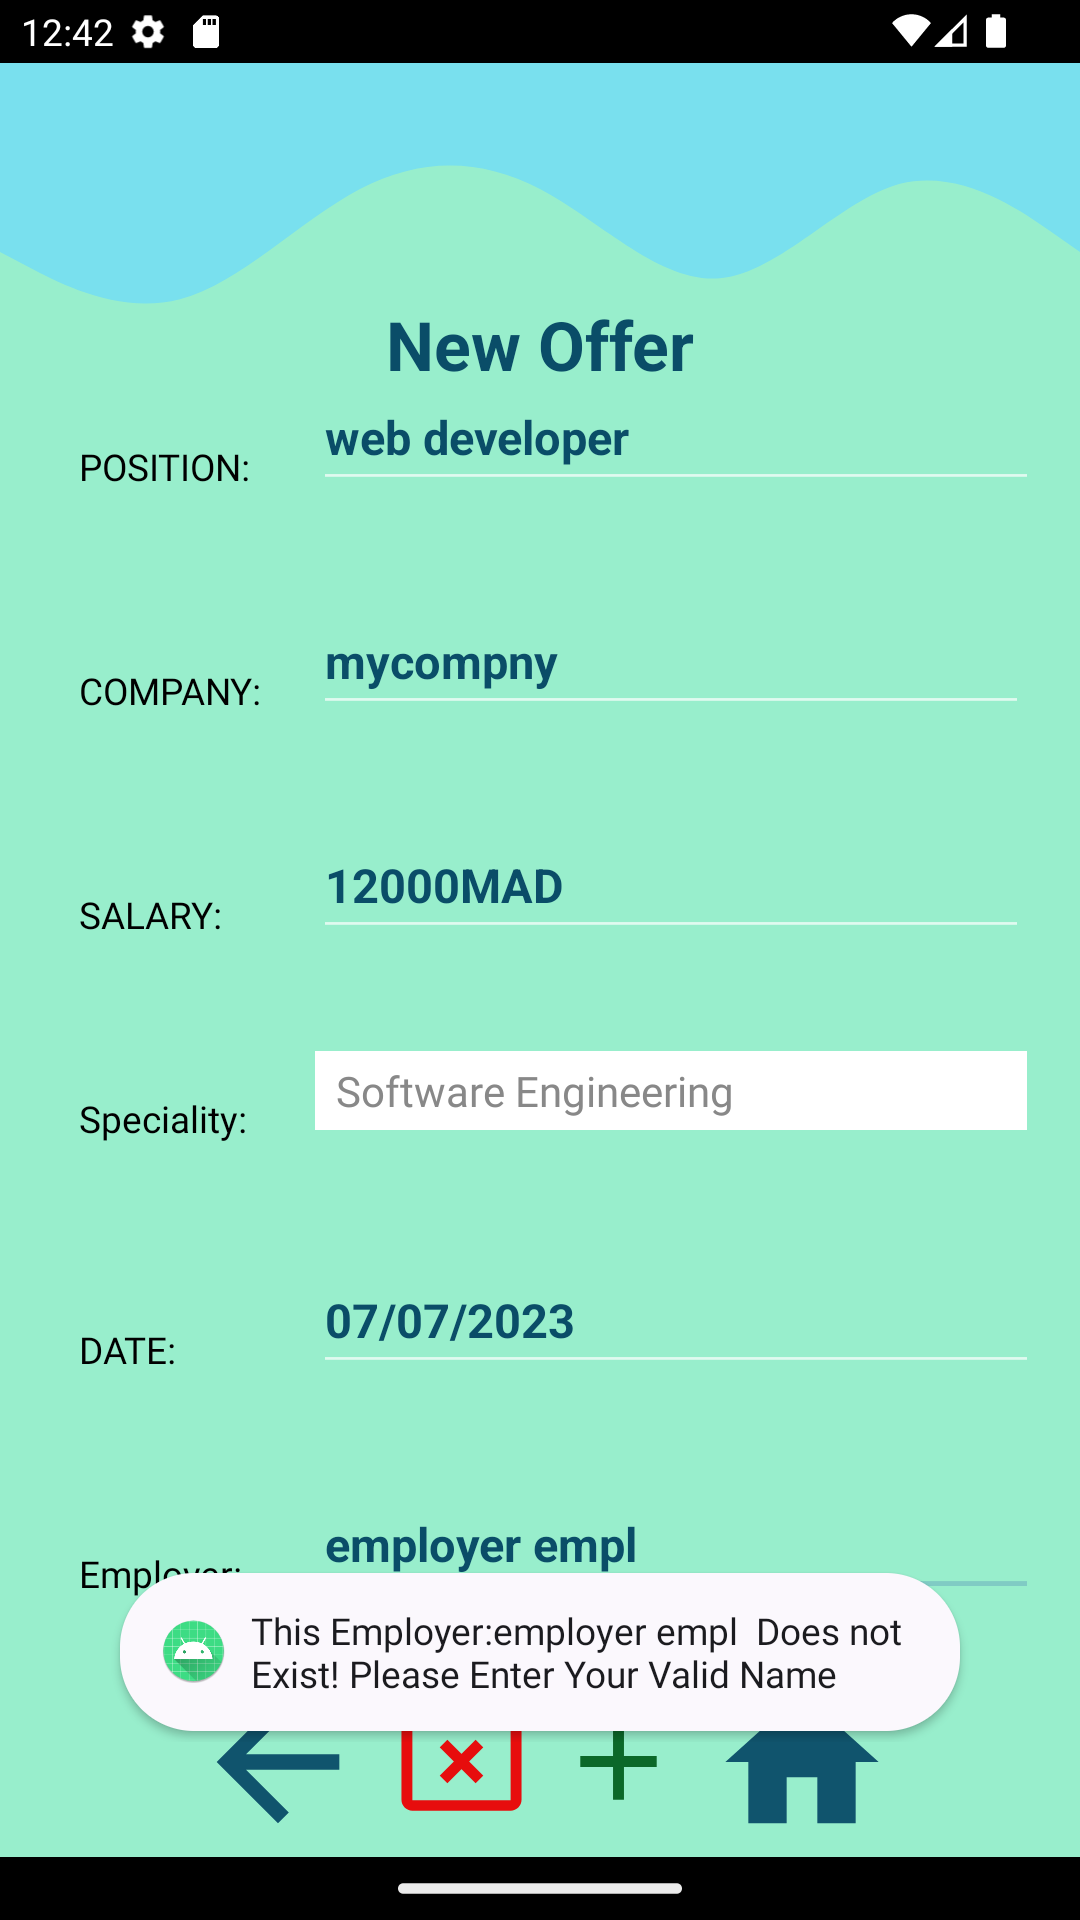 12:42
New Offer
POSITION:
web developer
COMPANY:
mycompny
SALARY:
12000MAD
Speciality:
Software Engineering
DATE:
07/07/2023
Employer:
employer empl
This Employer:employer empl  Does not
Exist! Please Enter Your Valid Name